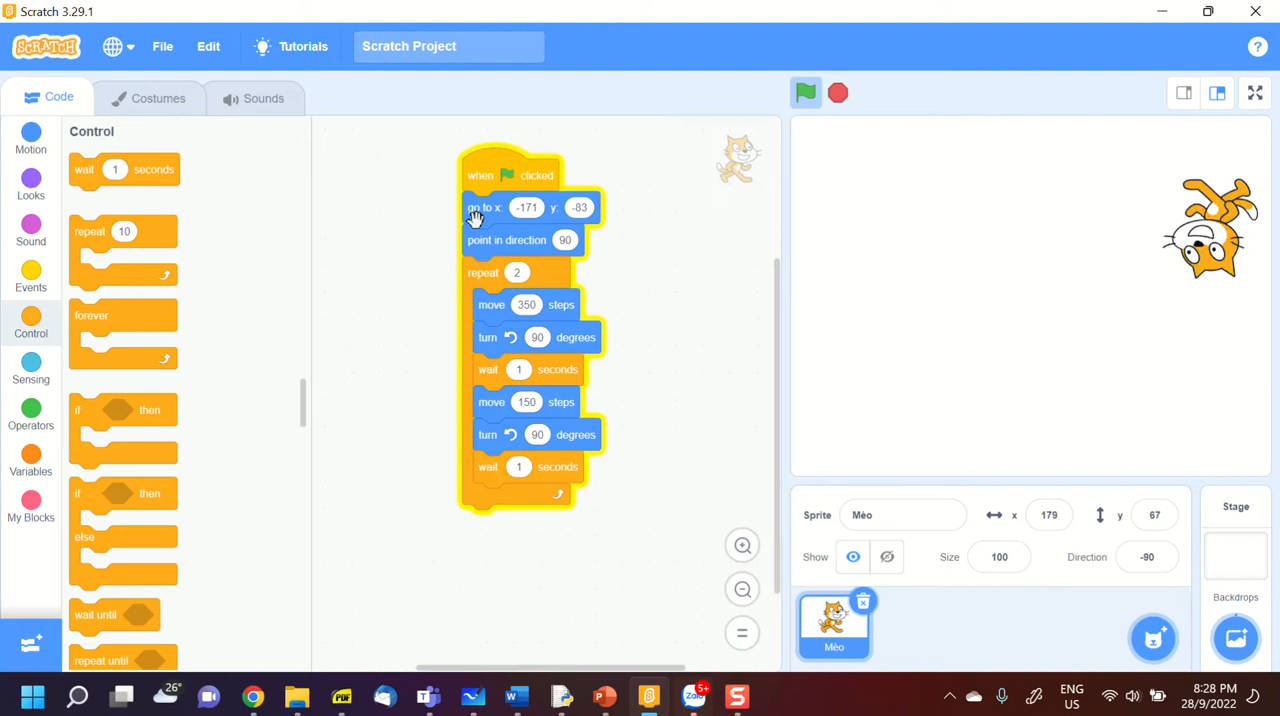 Scratch 3.29.1
SCRATCH File Edit Tutorials Scratch Project ?
Code Costumes Sounds
Motion
Looks
Sound
Events
Control
Sensing
Operators
Variables
My Blocks
Control
wait 1 seconds
repeat 10
forever
if then
if then
else
wait until
repeat until
when clicked
go to x: -171 y: -83
point in direction 90
repeat 2
move 350 steps
turn 90 degrees
wait 1 seconds
move 150 steps
turn 90 degrees
wait 1 seconds
Sprite Mèo x 179 y 67
Show Size 100 Direction -90
Mèo
Stage
Backdrops
26°
PDF
W
P
Zalo 5+
S
ENG
US
8:28 PM
28/9/2022